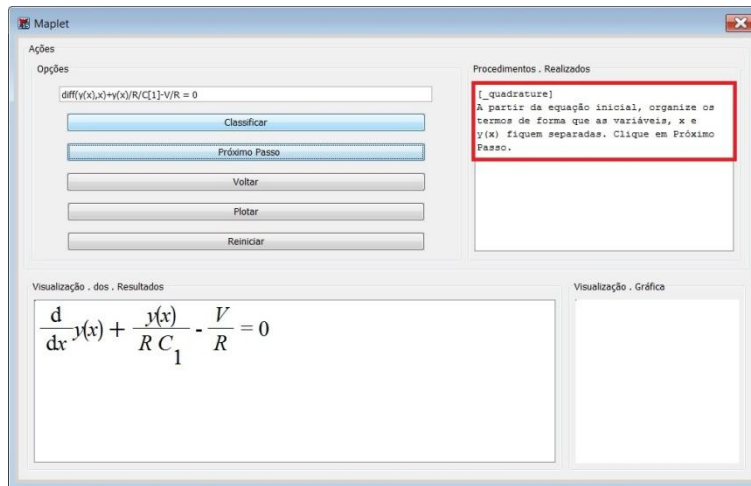 Maplet
Ações
Opções
diff(y(x),x)+y(x)/R/C[1]-V/R = 0
Classificar
Próximo Passo
Voltar
Plotar
Reiniciar
Procedimentos . Realizados
[_quadrature]
A partir da equação inicial, organize os
termos de forma que as variáveis, x e
y(x) fiquem separadas. Clique em Próximo
Passo.
Visualização . dos . Resultados
d/dx y(x) + y(x)/(R C_1) - V/R = 0
Visualização . Gráfica